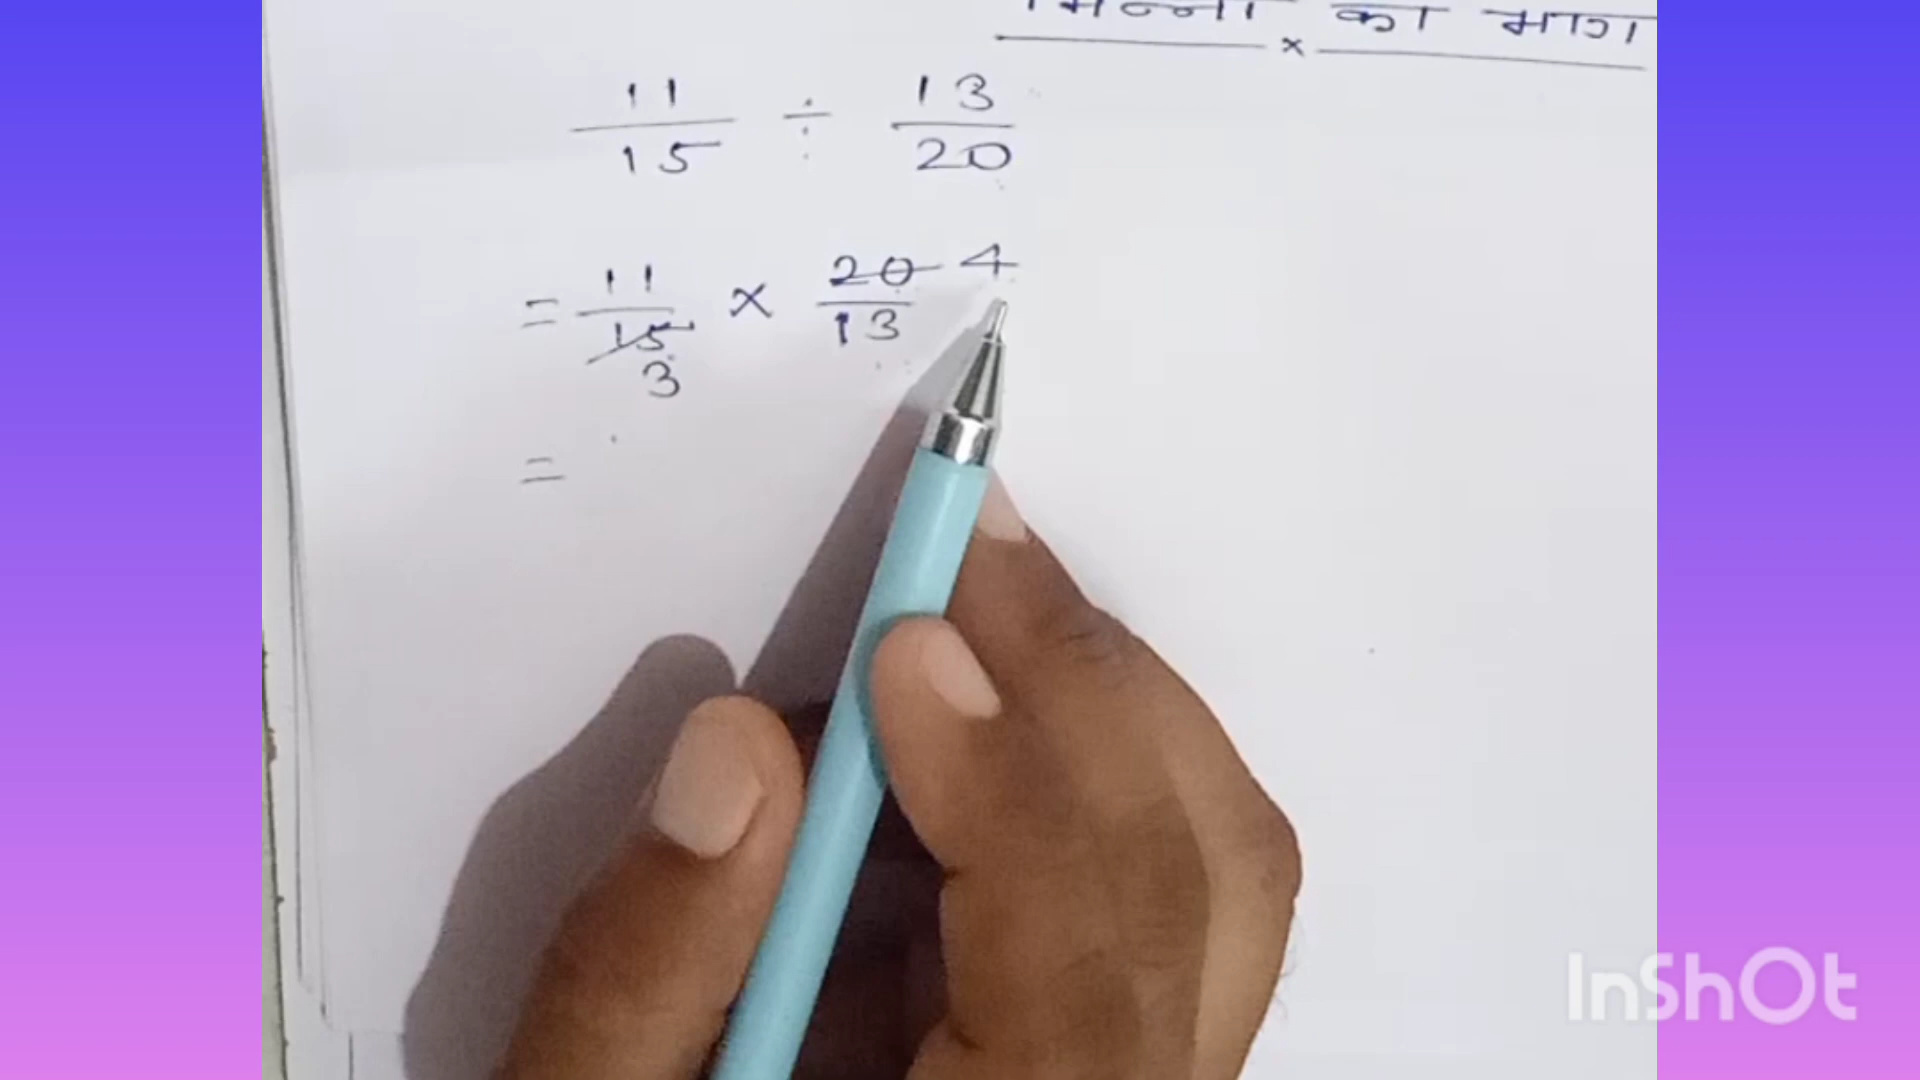 भिन्नों का भाग
×
11/15 ÷ 13/20
= 11/15 × 20/13 4
3
=
InShOt